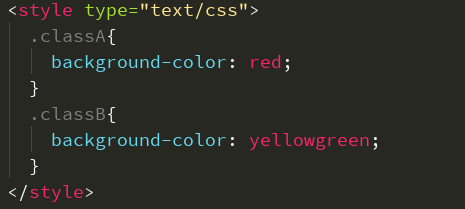 <style type="text/css">
  .classA{
    background-color: red;
  }
  .classB{
    background-color: yellowgreen;
  }
</style>